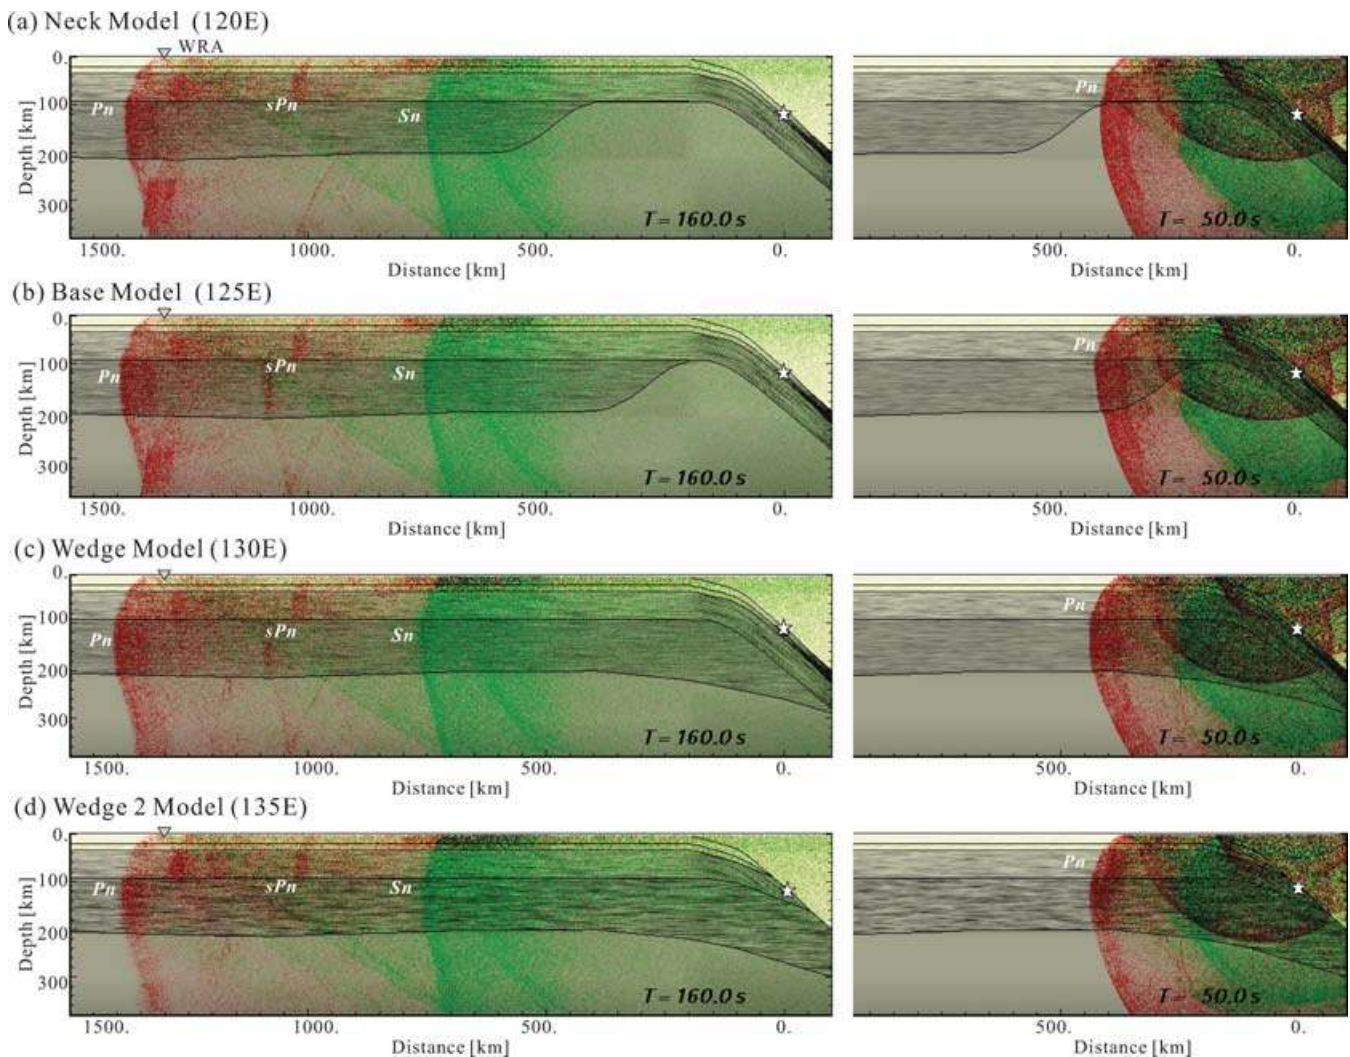 (a) Neck Model (120E)
WRA
0.
100
200
300
Depth [km]
Pn
sPn
Sn
T= 160.0 s
1500.
1000.
500.
0.
Distance [km]
Pn
T= 50.0 s
500.
0.
[km]
(b) Base Model (125E)
0.
100
200
300
Depth [km]
Pn
sPn
Sn
T= 160.0 s
1500.
1000.
500.
0.
Distance [km]
Pn
T= 50.0 s
500.
0.
[km]
(c) Wedge Model (130E)
0.
100
200
300
Depth [km]
Pn
sPn
Sn
T= 160.0 s
1500.
1000.
500.
0.
Distance [km]
Pn
T= 50.0 s
500.
0.
[km]
(d) Wedge 2 Model (135E)
0.
100
200
300
Depth [km]
Pn
sPn
Sn
T= 160.0 s
1500.
1000.
500.
0.
Distance [km]
Pn
T= 50.0 s
500.
0.
[km]